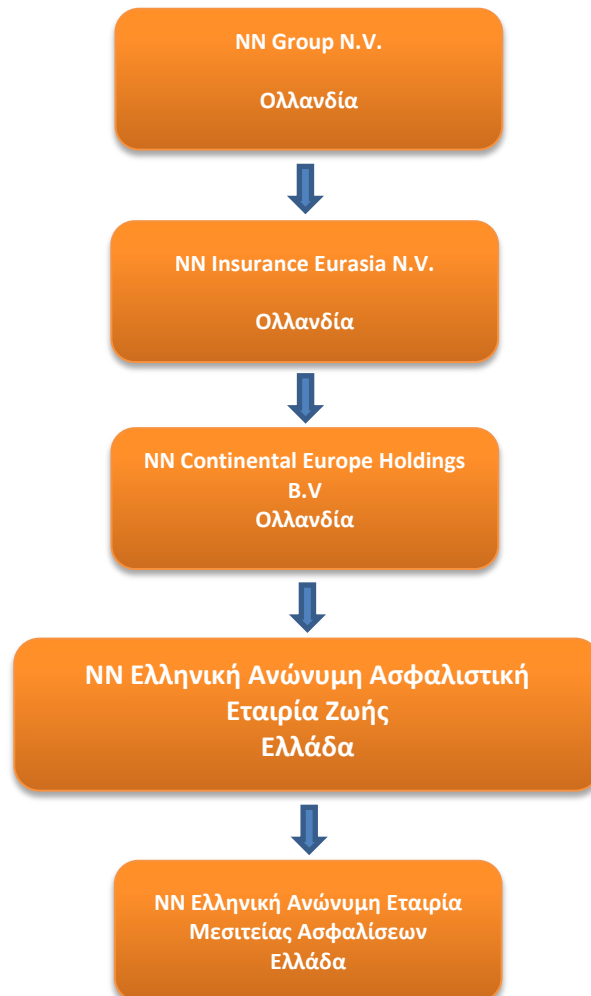 NN Group N.V.
Ολλανδία
NN Insurance Eurasia N.V.
Ολλανδία
NN Continental Europe Holdings
B.V
Ολλανδία
NN Ελληνική Ανώνυμη Ασφαλιστική
Εταιρία Ζωής
Ελλάδα
NN Ελληνική Ανώνυμη Εταιρία
Μεσιτείας Ασφαλίσεων
Ελλάδα